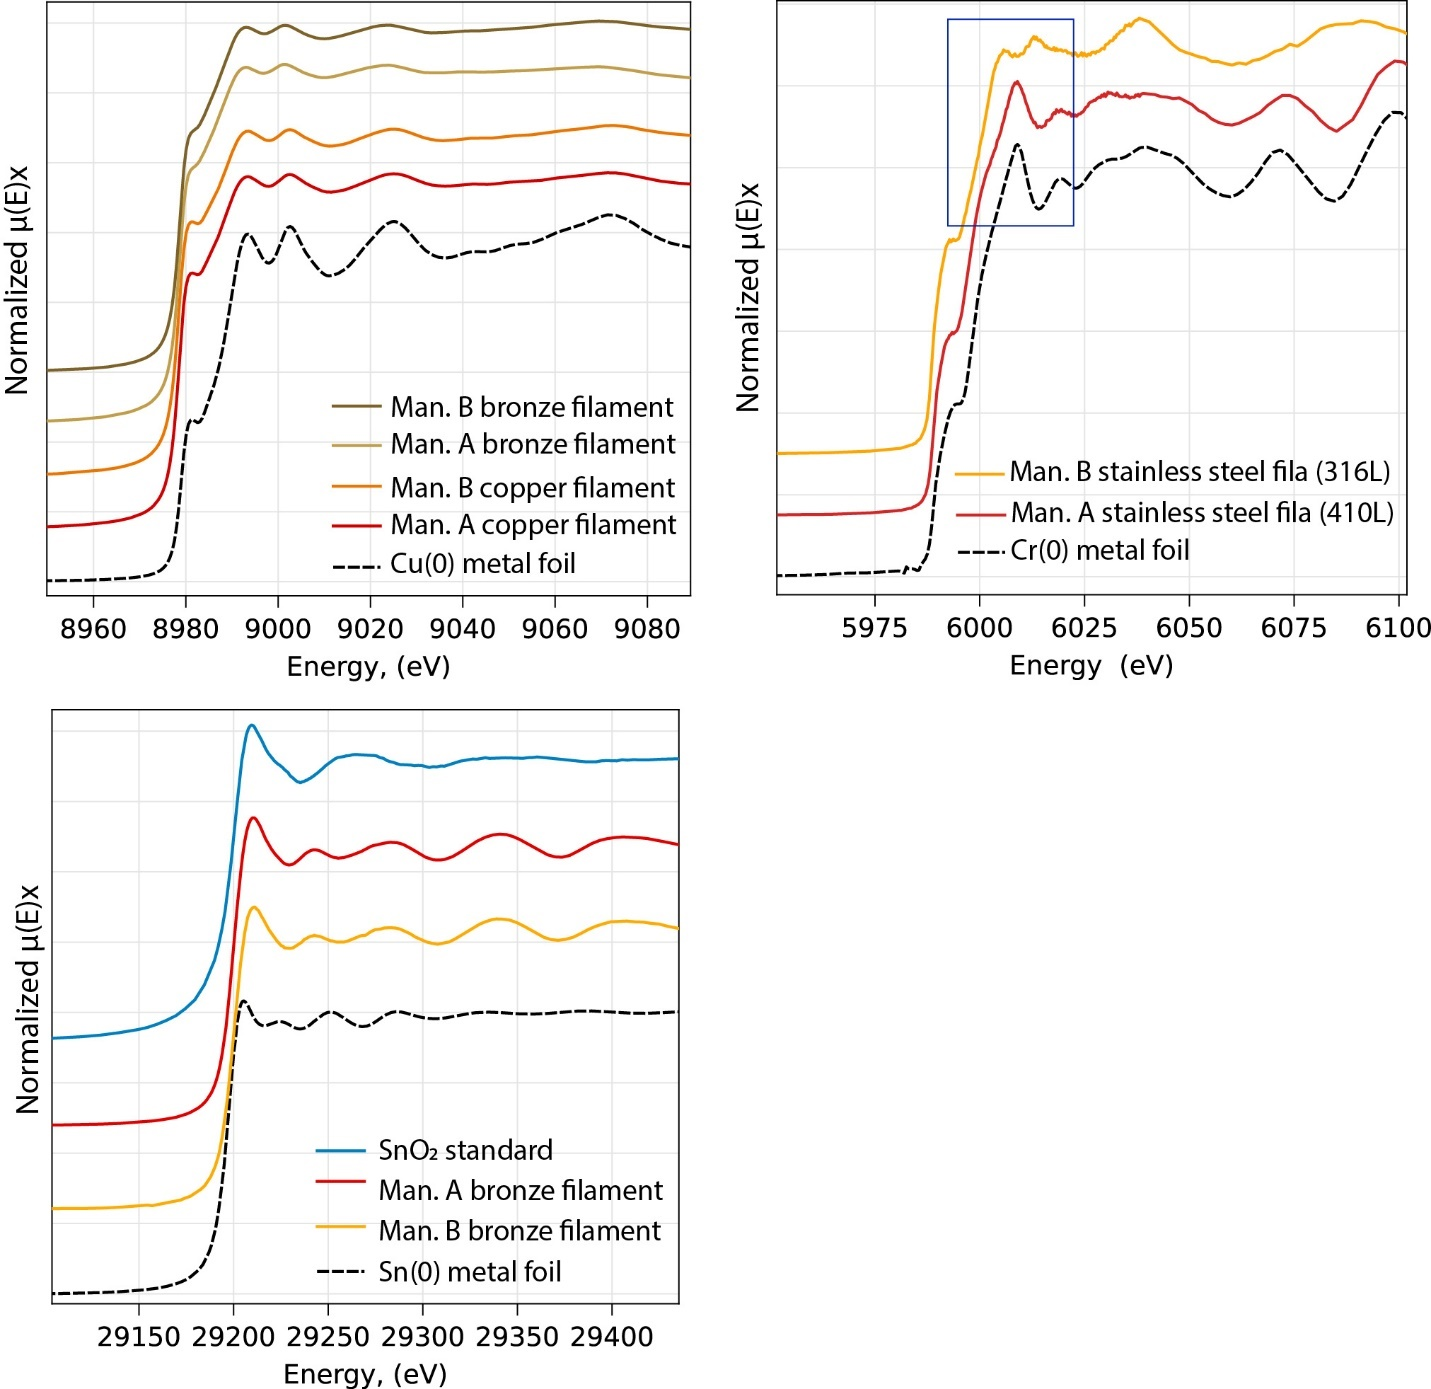 Normalized μ(E)x
Man. B bronze filament
Man. A bronze filament
Man. B copper filament
Man. A copper filament
Cu(0) metal foil
8960 8980 9000 9020 9040 9060 9080
Energy, (eV)
Normalized μ(E)x
Man. B stainless steel fila (316L)
Man. A stainless steel fila (410L)
Cr(0) metal foil
5975 6000 6025 6050 6075 6100
Energy (eV)
Normalized μ(E)x
SnO₂ standard
Man. A bronze filament
Man. B bronze filament
Sn(0) metal foil
29150 29200 29250 29300 29350 29400
Energy, (eV)